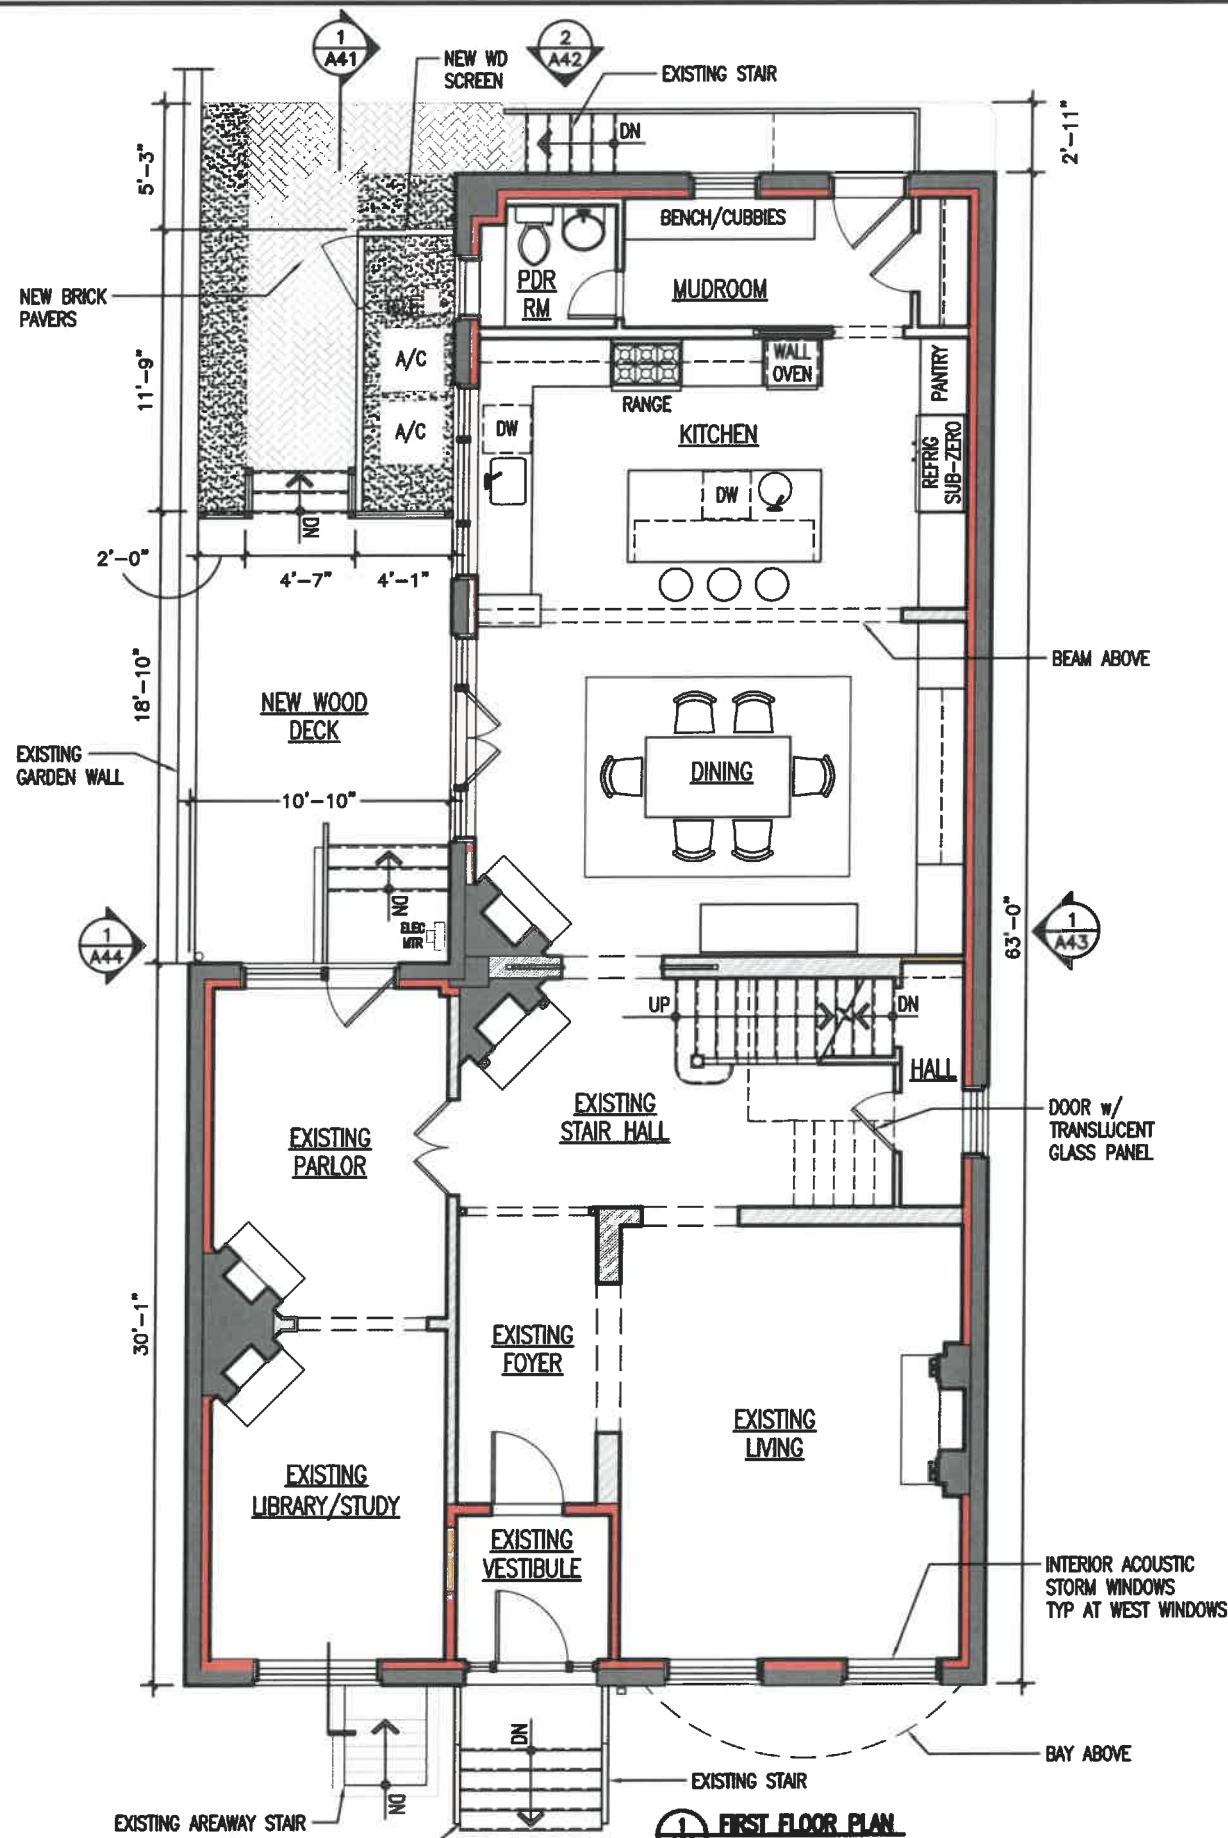 1
A41
NEW WD
SCREEN
2
A42
EXISTING STAIR
DN
2'-11"
5'-3"
BENCH/CUBBIES
PDR
RM
MUDROOM
NEW BRICK
PAVERS
11'-9"
A/C
A/C
WALL
OVEN
RANGE
PANTRY
DW
KITCHEN
REFRIG
SUB-ZERO
DW
DN
2'-0"
4'-7"
4'-1"
BEAM ABOVE
18'-10"
NEW WOOD
DECK
EXISTING
GARDEN WALL
DINING
10'-10"
DN
ELEC
MTR
1
A44
63'-0"
1
A43
UP
DN
HALL
EXISTING
STAIR HALL
DOOR w/
TRANSLUCENT
GLASS PANEL
EXISTING
PARLOR
30'-1"
EXISTING
FOYER
EXISTING
LIVING
EXISTING
LIBRARY/STUDY
EXISTING
VESTIBULE
INTERIOR ACOUSTIC
STORM WINDOWS
TYP AT WEST WINDOWS
DN
DN
BAY ABOVE
EXISTING STAIR
EXISTING AREAWAY STAIR
1
FIRST FLOOR PLAN